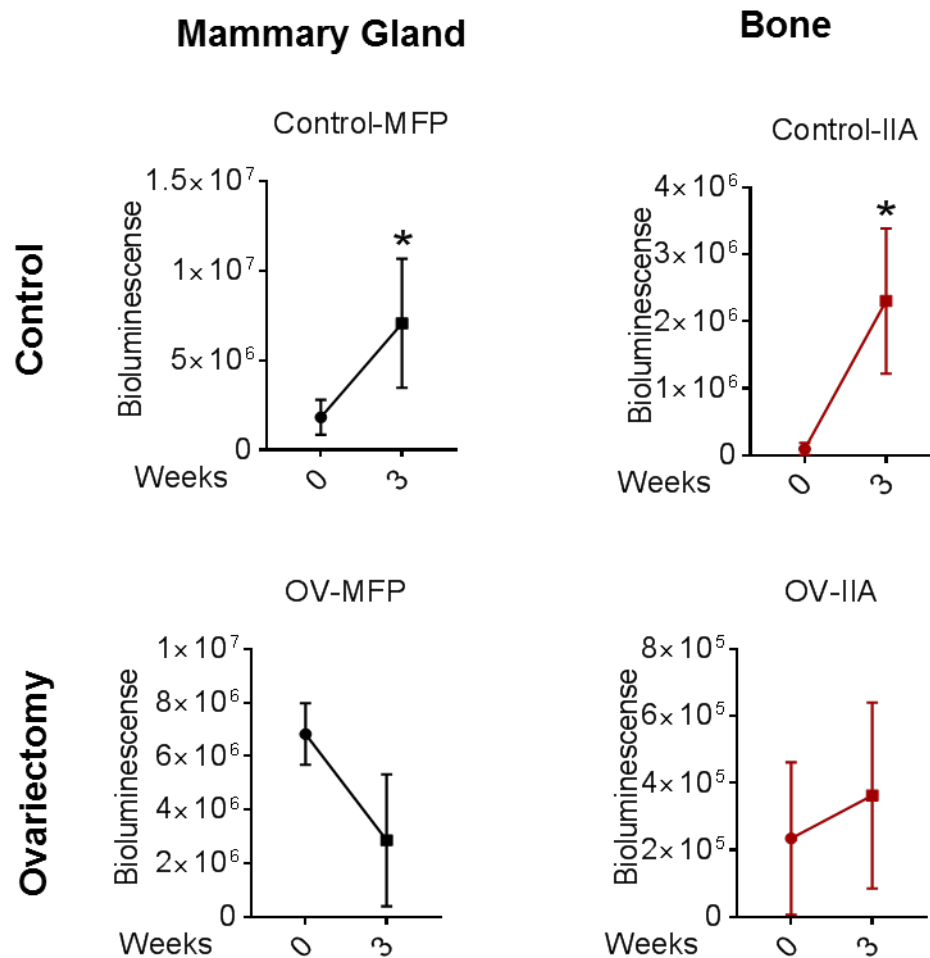 Mammary Gland
Bone
Control
Control-MFP
Bioluminescense
1.5×10⁷
1×10⁷
5×10⁶
0
*
Weeks
0
3
Control-IIA
Bioluminescense
4×10⁶
3×10⁶
2×10⁶
1×10⁶
0
*
Weeks
0
3
Ovariectomy
OV-MFP
Bioluminescense
1×10⁷
8×10⁶
6×10⁶
4×10⁶
2×10⁶
0
Weeks
0
3
OV-IIA
Bioluminescense
8×10⁵
6×10⁵
4×10⁵
2×10⁵
0
Weeks
0
3